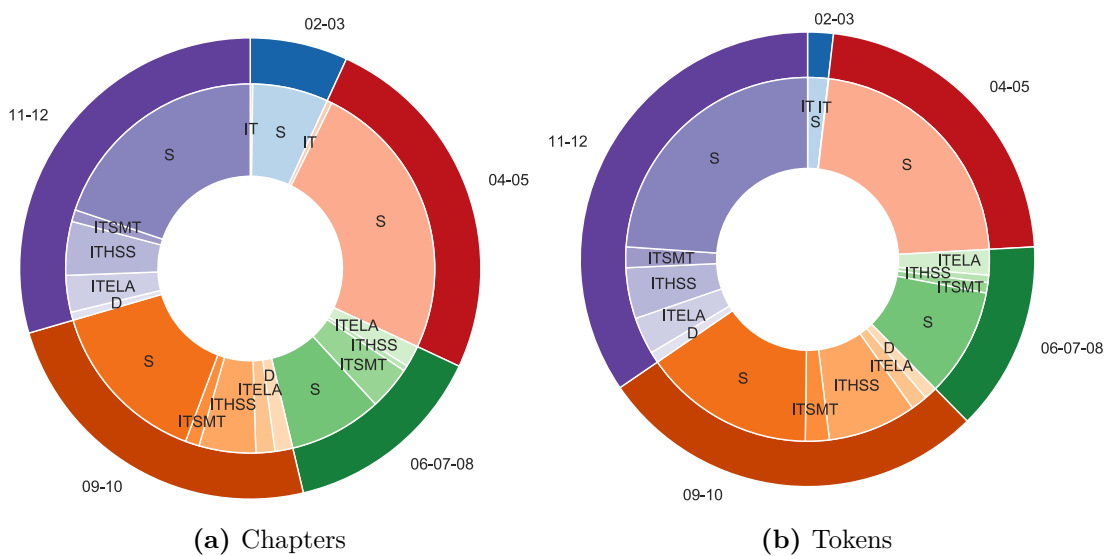 02-03
IT
S
IT
04-05
S
ITELA
ITHSS
ITSMT
S
06-07-08
D
ITELA
ITHSS
ITSMT
S
09-10
D
ITELA
ITHSS
ITSMT
S
11-12
(a) Chapters
02-03
IT IT
S
04-05
S
ITELA
ITHSS
ITSMT
S
06-07-08
D
ITELA
ITHSS
ITSMT
S
09-10
D
ITELA
ITHSS
ITSMT
S
11-12
(b) Tokens